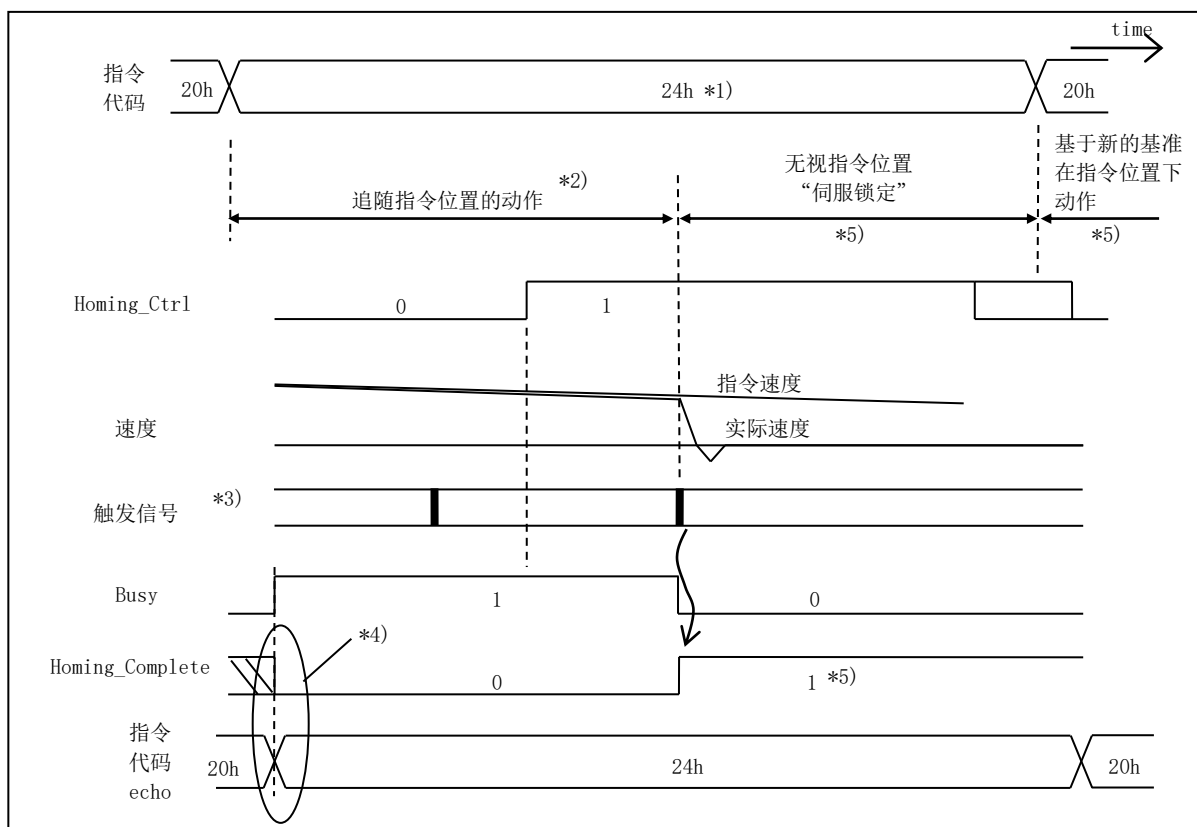 time
指令
代码
20h
24h *1)
20h
追随指令位置的动作
*2)
无视指令位置
“伺服锁定”
*5)
基于新的基准
在指令位置下
动作
*5)
Homing_Ctrl
0
1
指令速度
速度
实际速度
触发信号
*3)
Busy
1
0
*4)
Homing_Complete
0
1
*5)
指令
代码
echo
20h
24h
20h